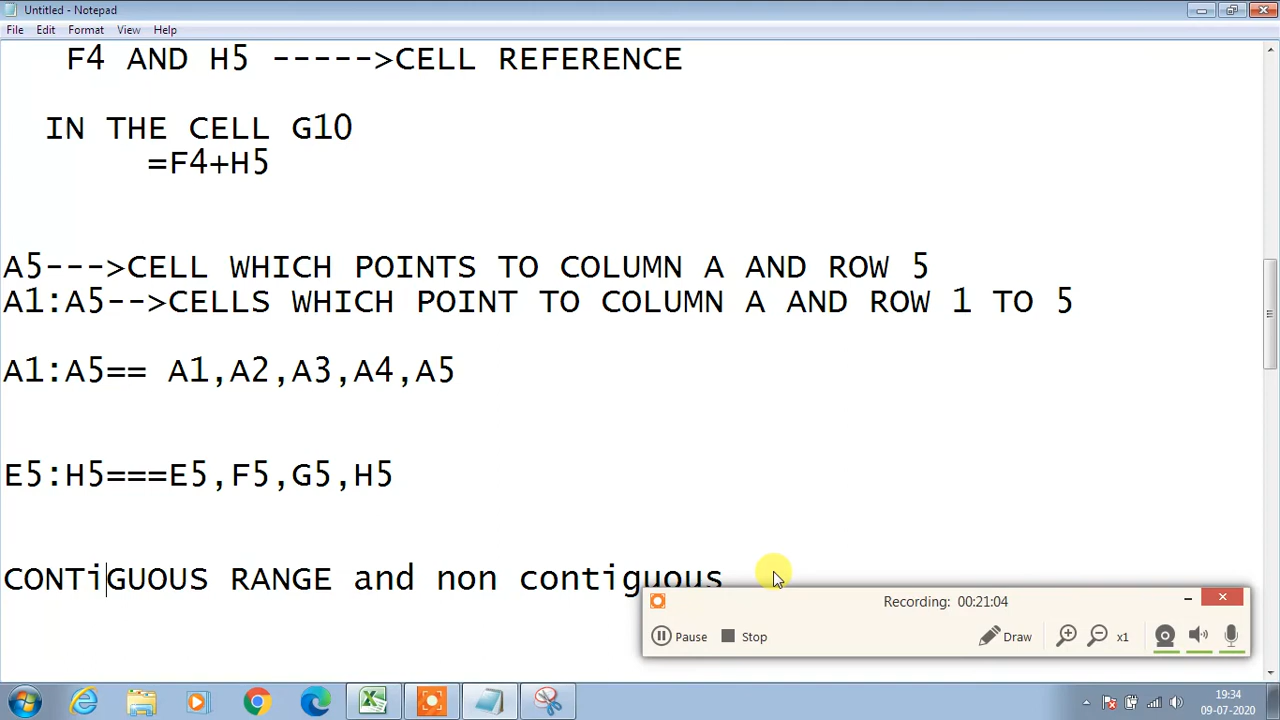 Untitled - Notepad
File Edit Format View Help
F4 AND H5 ----->CELL REFERENCE
IN THE CELL G10
=F4+H5
A5--->CELL WHICH POINTS TO COLUMN A AND ROW 5
A1:A5-->CELLS WHICH POINT TO COLUMN A AND ROW 1 TO 5
A1:A5== A1,A2,A3,A4,A5
E5:H5===E5,F5,G5,H5
CONTiGUOUS RANGE and non contiguous
Recording: 00:21:04
Pause Stop Draw x1
19:34
09-07-2020